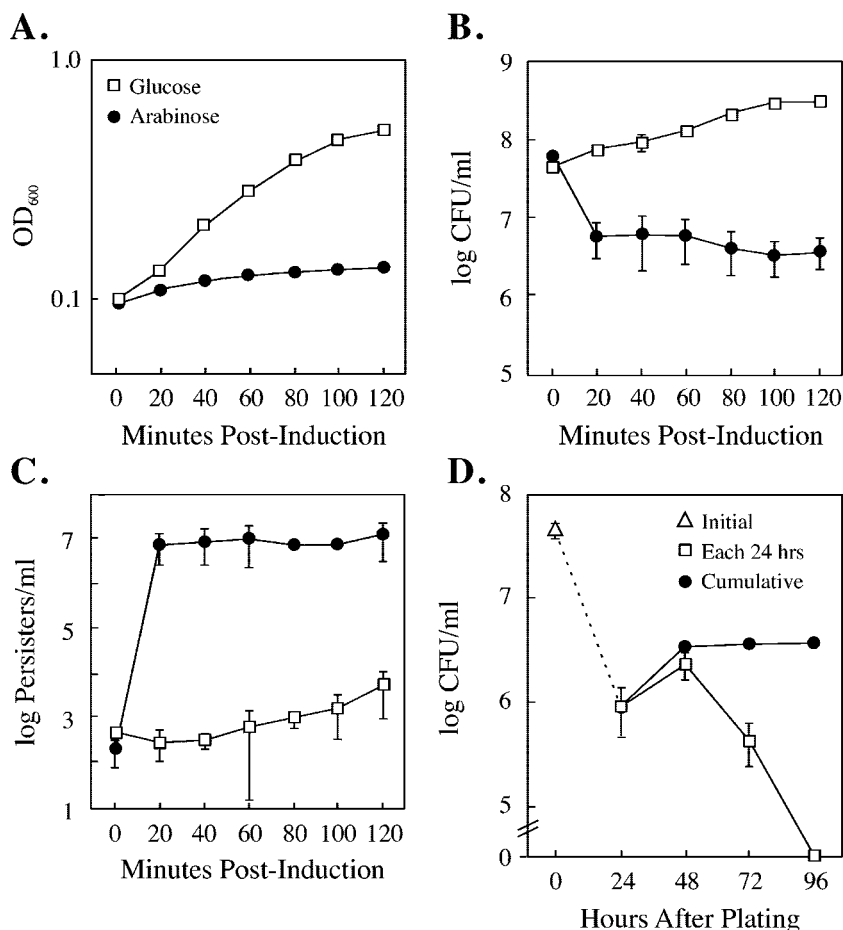 A.
1.0
Glucose
Arabinose
OD600
0.1
0 20 40 60 80 100 120
Minutes Post-Induction
B.
9
8
7
6
5
log CFU/ml
0 20 40 60 80 100 120
Minutes Post-Induction
C.
7
5
3
1
log Persisters/ml
0 20 40 60 80 100 120
Minutes Post-Induction
D.
8
7
6
5
0
log CFU/ml
Initial
Each 24 hrs
Cumulative
0 24 48 72 96
Hours After Plating